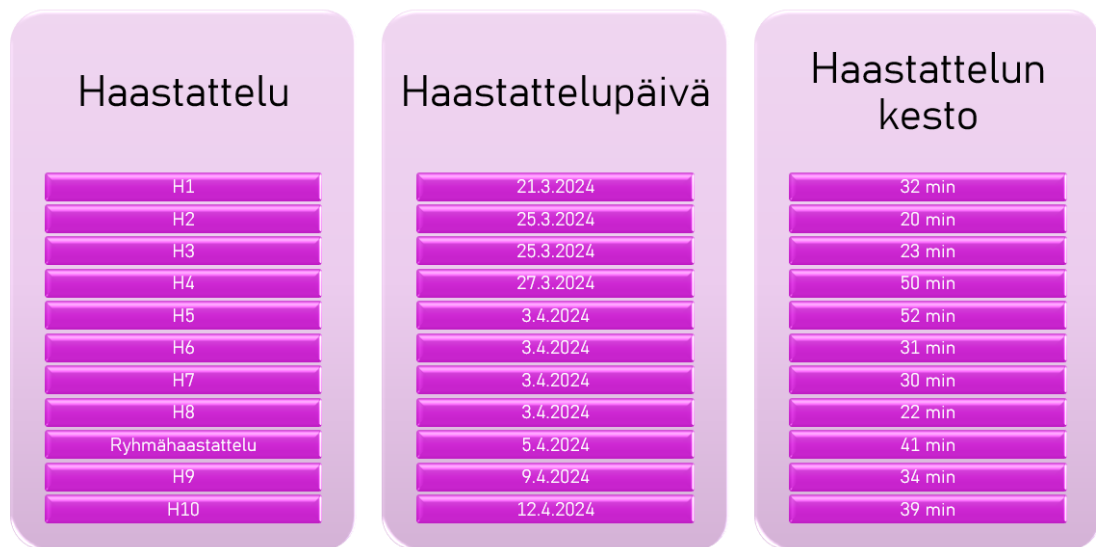 Haastattelu
H1
H2
H3
H4
H5
H6
H7
H8
Ryhmähaastattelu
H9
H10
Haastattelupäivä
21.3.2024
25.3.2024
25.3.2024
27.3.2024
3.4.2024
3.4.2024
3.4.2024
3.4.2024
5.4.2024
9.4.2024
12.4.2024
Haastattelun
kesto
32 min
20 min
23 min
50 min
52 min
31 min
30 min
22 min
41 min
34 min
39 min